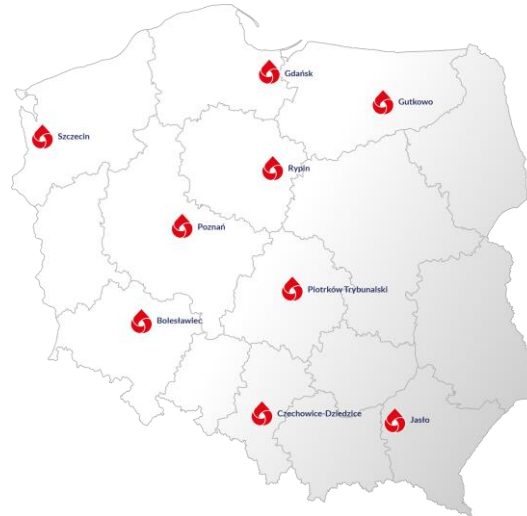 Gdańsk
Gutkowo
Szczecin
Rypin
Poznań
Piotrków Trybunalski
Bolesławiec
Czechowice-Dziedzice
Jasło